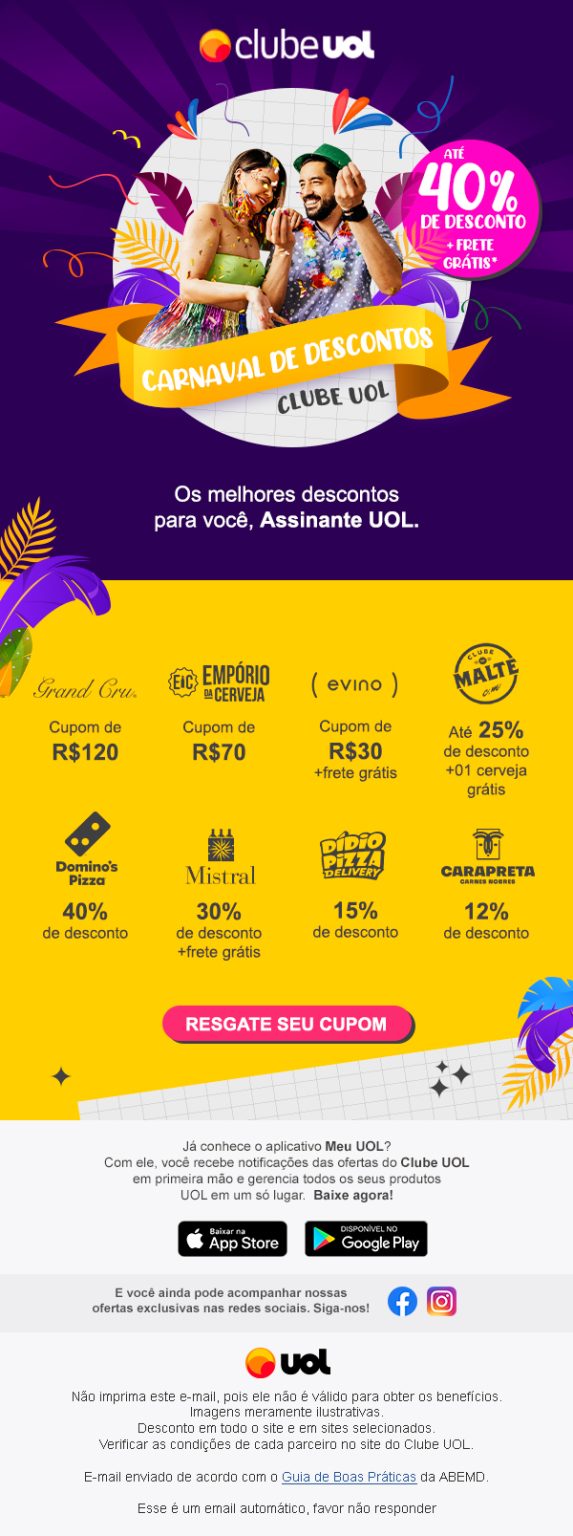 clubeuol
ATÉ
40%
DE DESCONTO
+ FRETE
GRÁTIS*
CARNAVAL DE DESCONTOS
CLUBE UOL
Os melhores descontos
para você, Assinante UOL.
Grand Cru
Cupom de
R$120
EIC EMPÓRIO
DA CERVEJA
Cupom de
R$70
( evino )
Cupom de
R$30
+frete grátis
CLUBE
DO
MALTE
.COM
Até 25%
de desconto
+01 cerveja
grátis
Domino's
Pizza
40%
de desconto
Mistral
30%
de desconto
+frete grátis
DÍDIO
PIZZA
DELIVERY
15%
de desconto
CARAPRETA
CARNES NOBRES
12%
de desconto
RESGATE SEU CUPOM
Já conhece o aplicativo Meu UOL?
Com ele, você recebe notificações das ofertas do Clube UOL
em primeira mão e gerencia todos os seus produtos
UOL em um só lugar. Baixe agora!
Baixar na
App Store
DISPONÍVEL NO
Google Play
E você ainda pode acompanhar nossas
ofertas exclusivas nas redes sociais. Siga-nos!
uol
Não imprima este e-mail, pois ele não é válido para obter os benefícios.
Imagens meramente ilustrativas.
Desconto em todo o site e em sites selecionados.
Verificar as condições de cada parceiro no site do Clube UOL.
E-mail enviado de acordo com o Guia de Boas Práticas da ABEMD.
Esse é um email automático, favor não responder